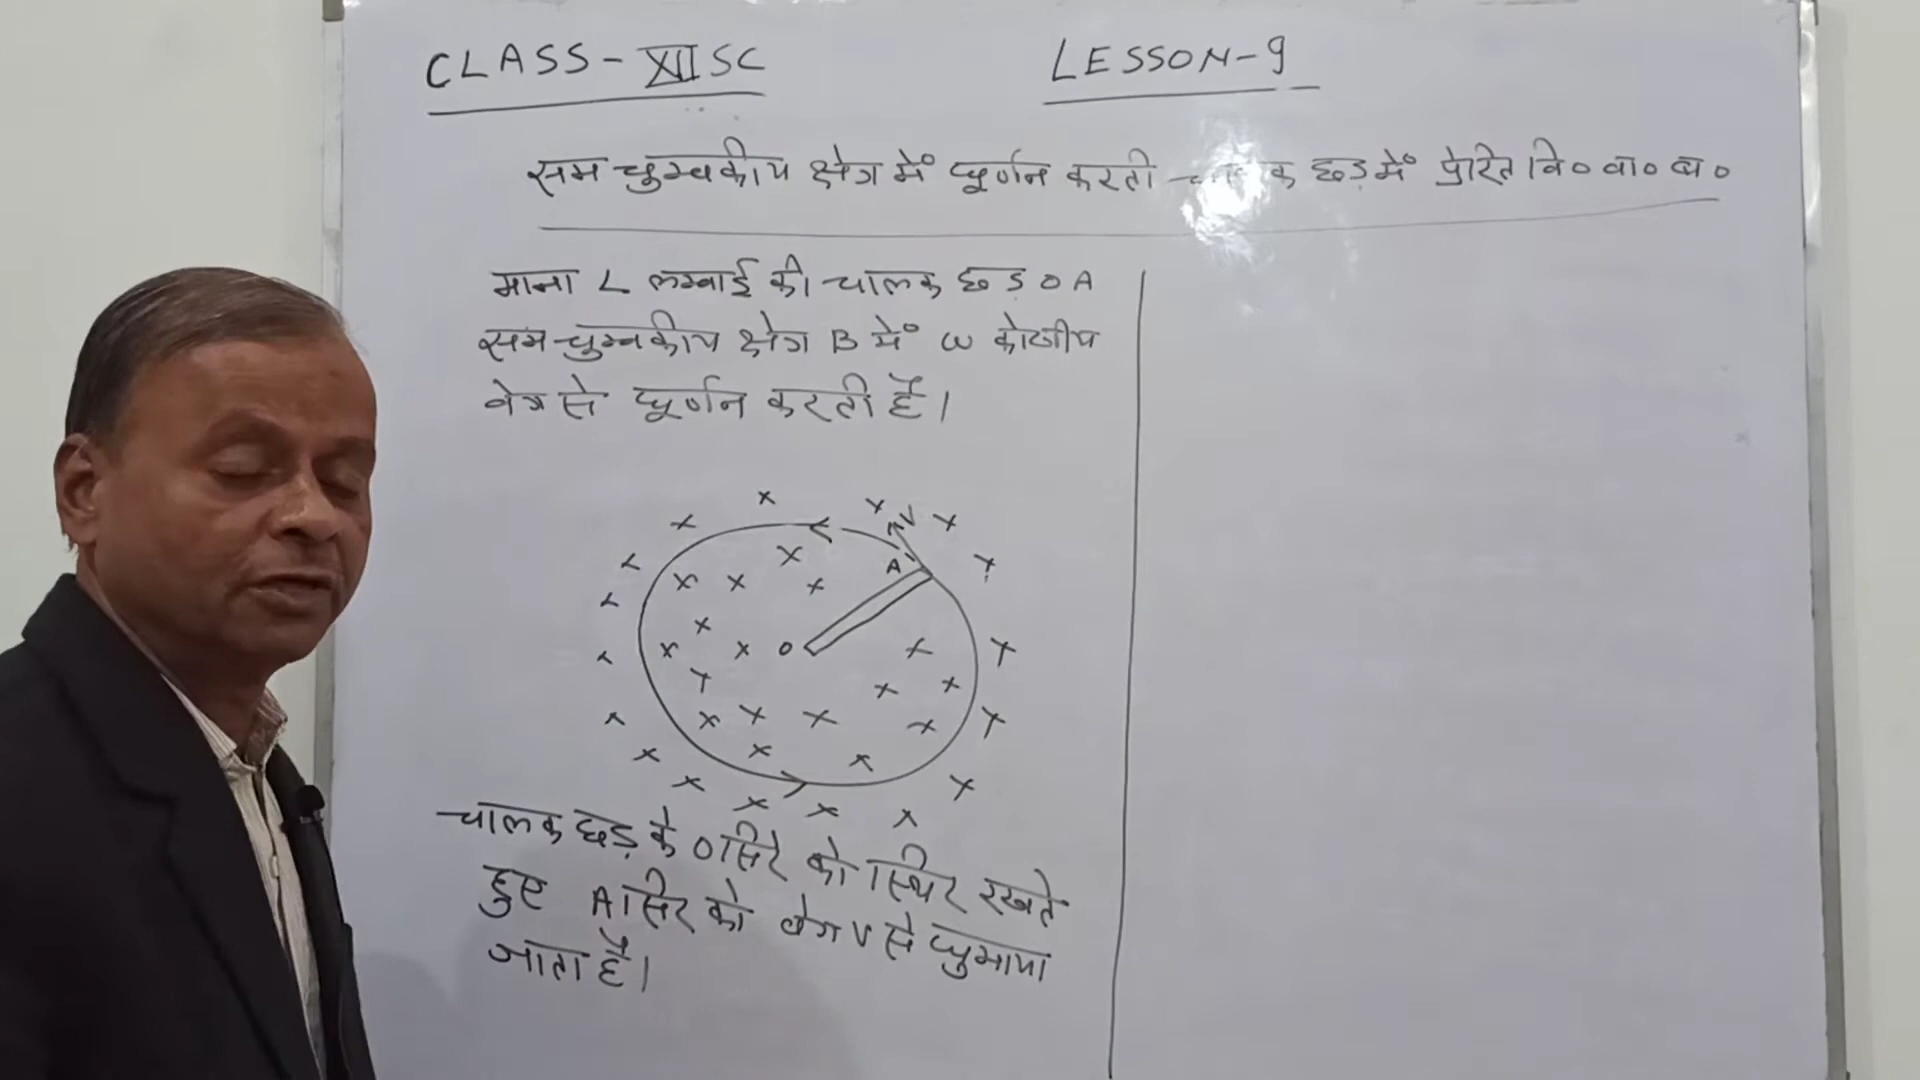 CLASS-XII SC
LESSON-9
सम चुम्बकीय क्षेत्र में घूर्णन करती छड़ में प्रेरित वि० वा० ब०
माना L लम्बाई की चालक छड़ OA
सम चुम्बकीय क्षेत्र B में ω कोणीय
वेग से घूर्णन करती है।
V
A
O
चालक छड़ के O सिरे को स्थिर रखते
हुए A सिरे को वेग V से घुमाया
जाता है।